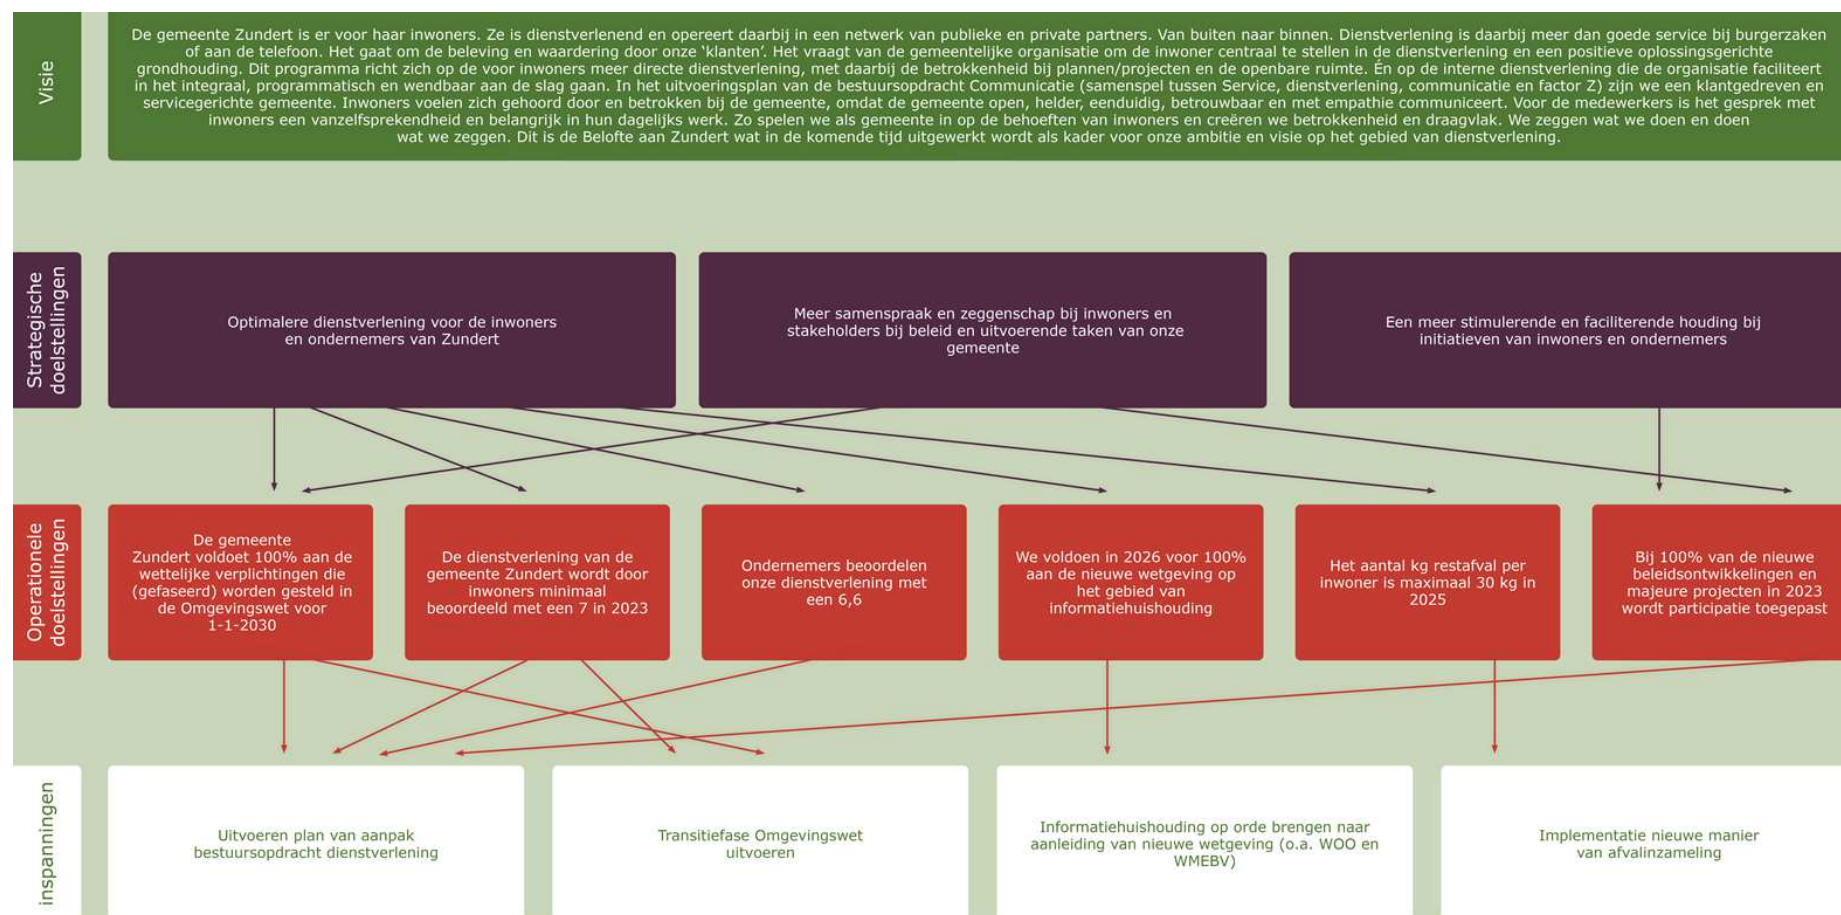 Visie
De gemeente Zundert is er voor haar inwoners. Ze is dienstverlenend en opereert daarbij in een netwerk van publieke en private partners. Van buiten naar binnen. Dienstverlening is daarbij meer dan goede service bij burgerzaken
of aan de telefoon. Het gaat om de beleving en waardering door onze ‘klanten’. Het vraagt van de gemeentelijke organisatie om de inwoner centraal te stellen in de dienstverlening en een positieve oplossingsgerichte
grondhouding. Dit programma richt zich op de voor inwoners meer directe dienstverlening, met daarbij de betrokkenheid bij plannen/projecten en de openbare ruimte. Én op de interne dienstverlening die de organisatie faciliteert
in het integraal, programmatisch en wendbaar aan de slag gaan. In het uitvoeringsplan van de bestuursopdracht Communicatie (samenspel tussen Service, dienstverlening, communicatie en factor Z) zijn we een klantgedreven en
servicegerichte gemeente. Inwoners voelen zich gehoord door en betrokken bij de gemeente, omdat de gemeente open, helder, eenduidig, betrouwbaar en met empathie communiceert. Voor de medewerkers is het gesprek met
inwoners een vanzelfsprekendheid en belangrijk in hun dagelijks werk. Zo spelen we als gemeente in op de behoeften van inwoners en creëren we betrokkenheid en draagvlak. We zeggen wat we doen en doen
wat we zeggen. Dit is de Belofte aan Zundert wat in de komende tijd uitgewerkt wordt als kader voor onze ambitie en visie op het gebied van dienstverlening.
Strategische
doelstellingen
Optimalere dienstverlening voor de inwoners
en ondernemers van Zundert
Meer samenspraak en zeggenschap bij inwoners en
stakeholders bij beleid en uitvoerende taken van onze
gemeente
Een meer stimulerende en faciliterende houding bij
initiatieven van inwoners en ondernemers
Operationele
doelstellingen
De gemeente
Zundert voldoet 100% aan de
wettelijke verplichtingen die
(gefaseerd) worden gesteld in
de Omgevingswet voor
1-1-2030
De dienstverlening van de
gemeente Zundert wordt door
inwoners minimaal
beoordeeld met een 7 in 2023
Ondernemers beoordelen
onze dienstverlening met
een 6,6
We voldoen in 2026 voor 100%
aan de nieuwe wetgeving op
het gebied van
informatiehuishouding
Het aantal kg restafval per
inwoner is maximaal 30 kg in
2025
Bij 100% van de nieuwe
beleidsontwikkelingen en
majeure projecten in 2023
wordt participatie toegepast
inspanningen
Uitvoeren plan van aanpak
bestuursopdracht dienstverlening
Transitiefase Omgevingswet
uitvoeren
Informatiehuishouding op orde brengen naar
aanleiding van nieuwe wetgeving (o.a. WOO en
WMEBV)
Implementatie nieuwe manier
van afvalinzameling